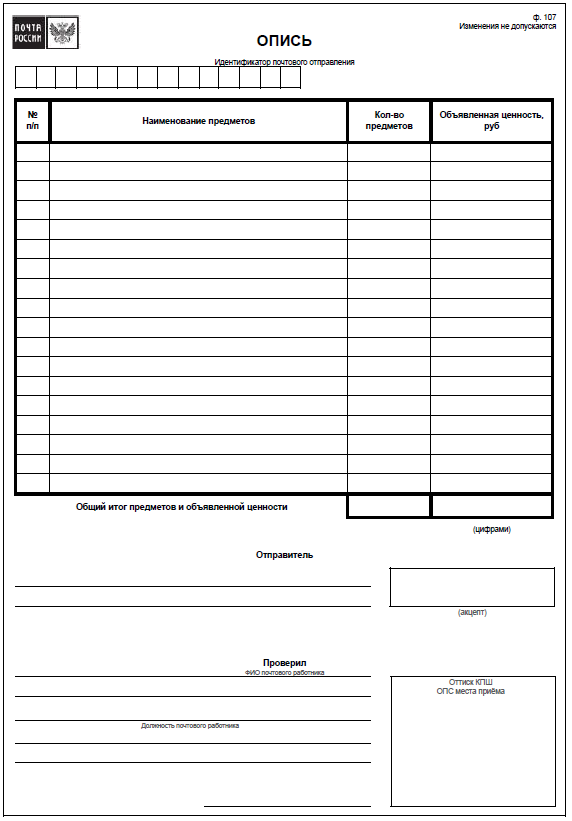 ПОЧТА
РОССИИ
ф. 107
Изменения не допускаются
ОПИСЬ
Идентификатор почтового отправления
№
п/п
Наименование предметов
Кол-во
предметов
Объявленная ценность,
руб
Общий итог предметов и объявленной ценности
(цифрами)
Отправитель
(акцепт)
Проверил
ФИО почтового работника
Оттиск КПШ
ОПС места приёма
Должность почтового работника